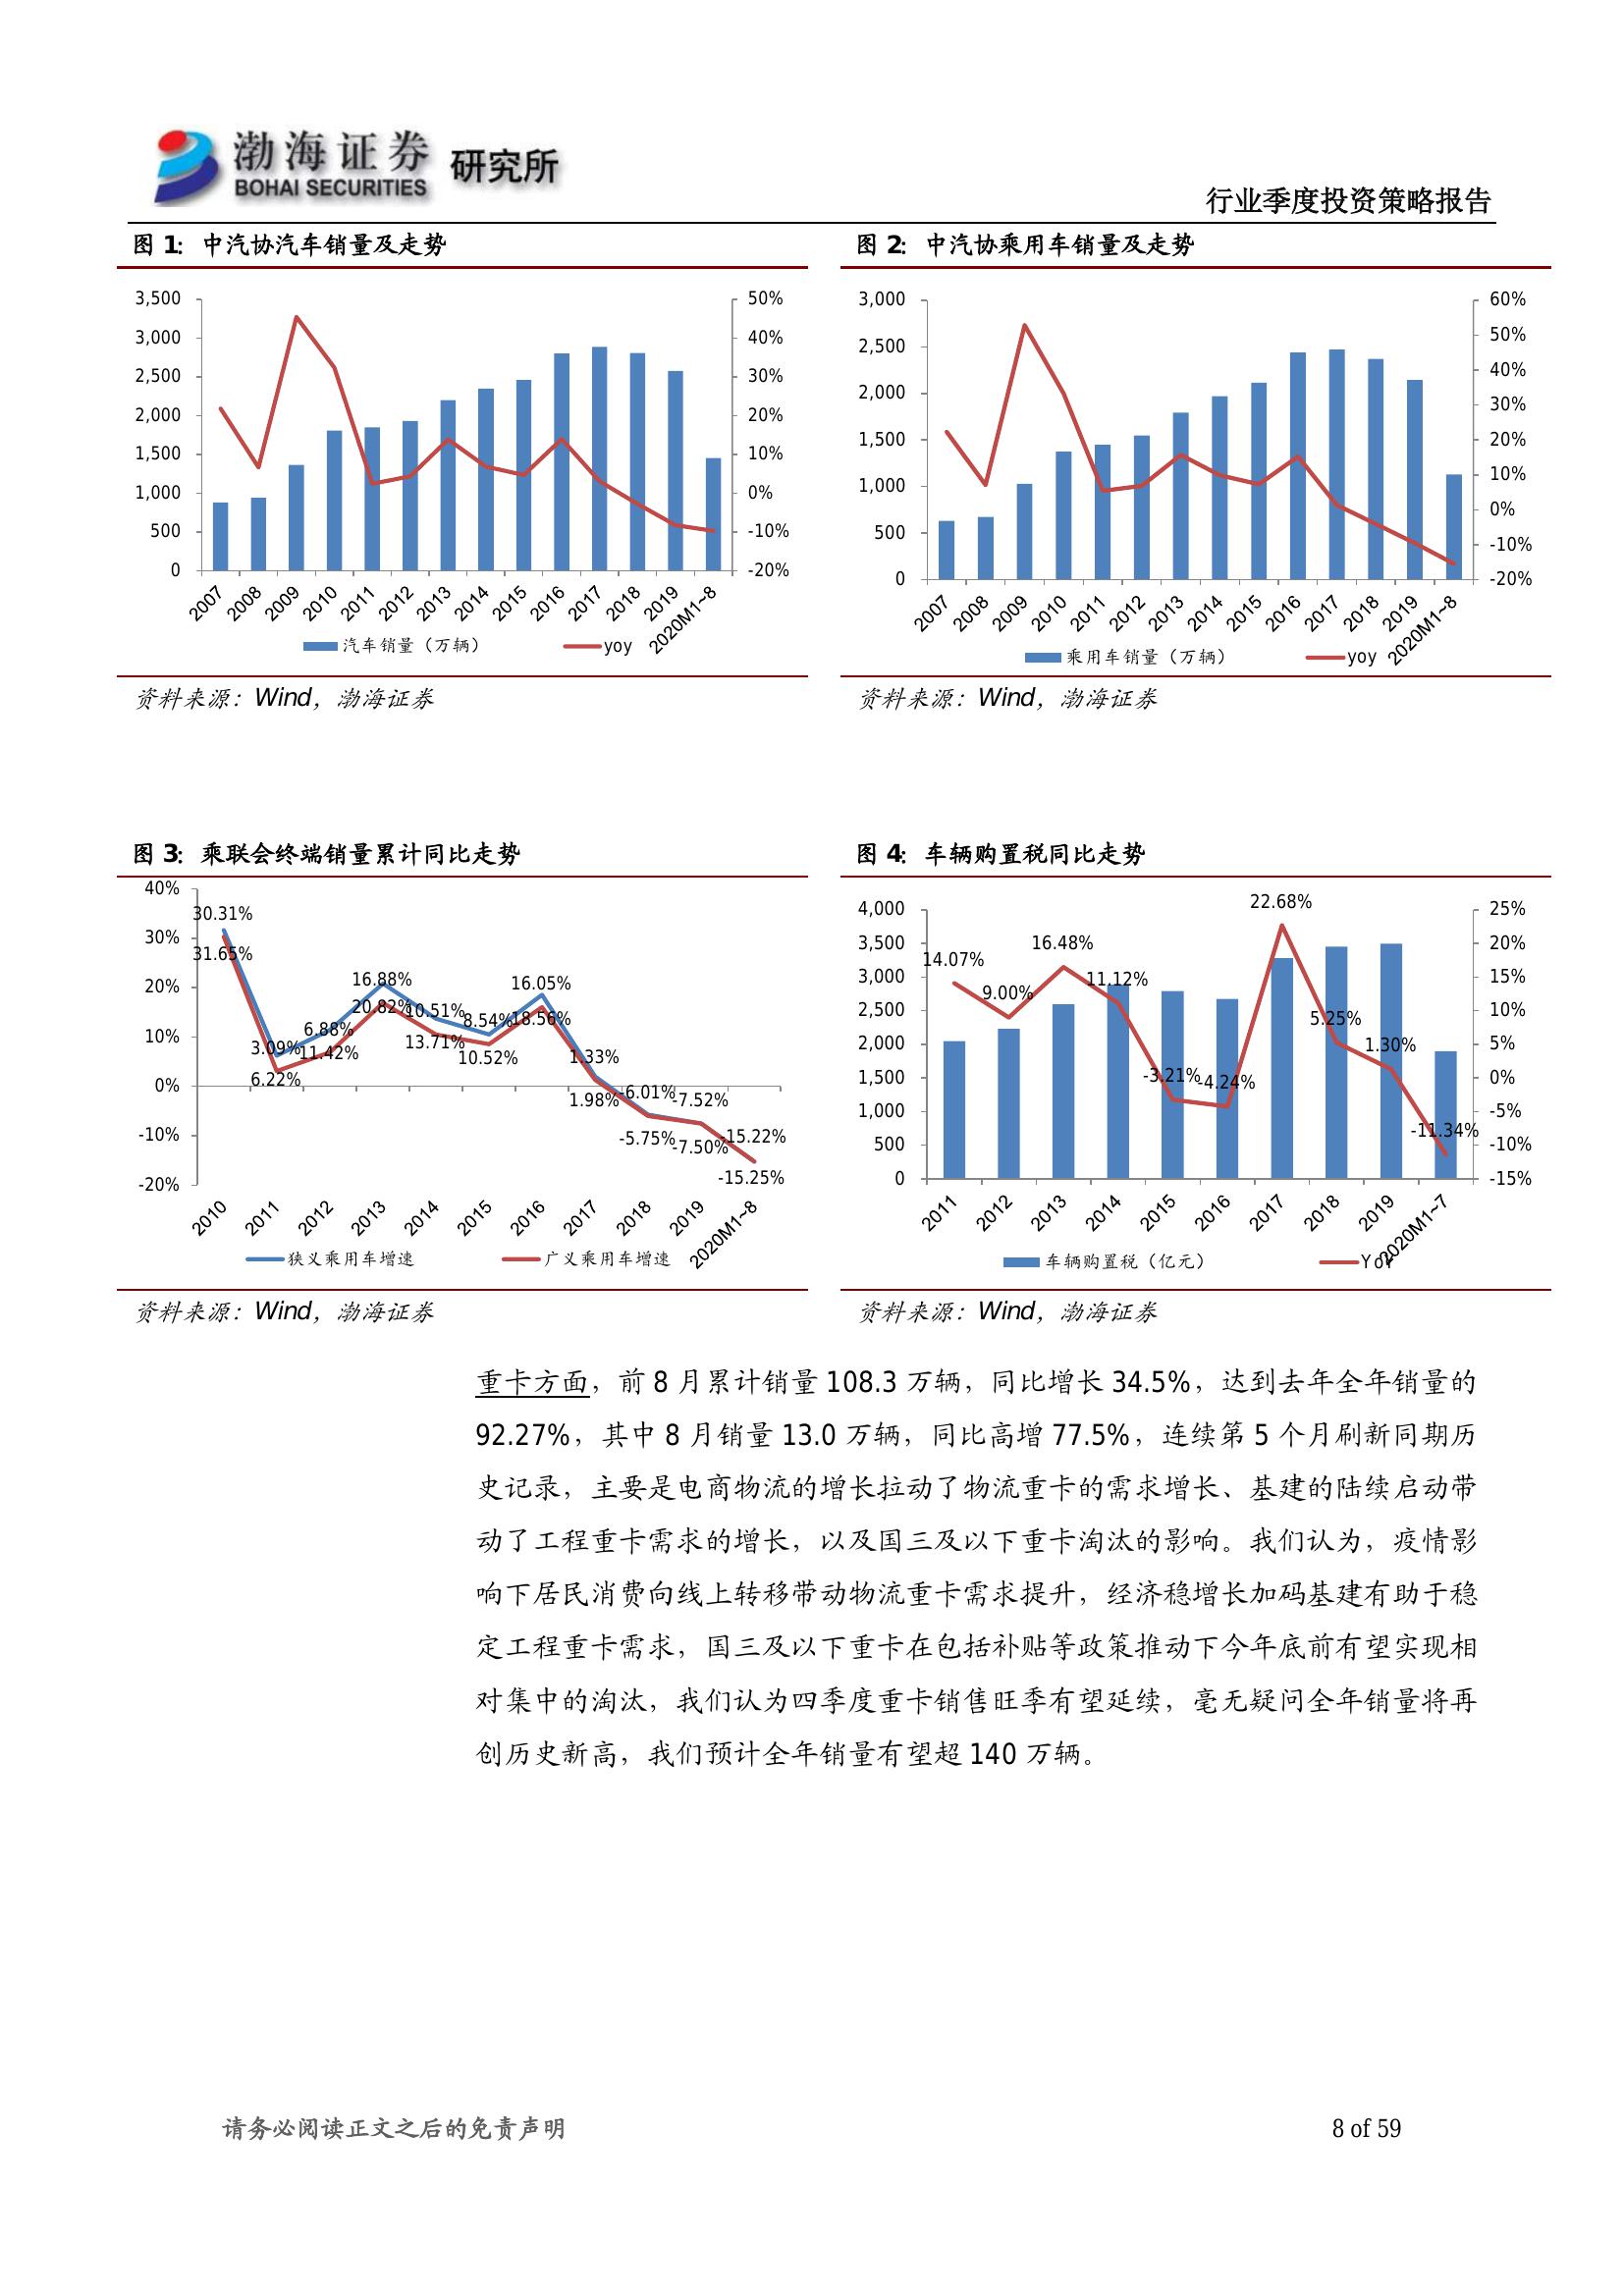 渤海证券 研究所
BOHAI SECURITIES
行业季度投资策略报告
图 1：中汽协汽车销量及走势
3,500
3,000
2,500
2,000
1,500
1,000
500
0
50%
40%
30%
20%
10%
0%
-10%
-20%
2007 2008 2009 2010 2011 2012 2013 2014 2015 2016 2017 2018 2019 2020M1~8
汽车销量（万辆） yoy
资料来源：Wind，渤海证券
图 2：中汽协乘用车销量及走势
3,000
2,500
2,000
1,500
1,000
500
0
60%
50%
40%
30%
20%
10%
0%
-10%
-20%
2007 2008 2009 2010 2011 2012 2013 2014 2015 2016 2017 2018 2019 2020M1~8
乘用车销量（万辆） yoy
资料来源：Wind，渤海证券
图 3：乘联会终端销量累计同比走势
40%
30%
20%
10%
0%
-10%
-20%
30.31% 3.09% 6.88% 16.88% 10.51% 8.54% 16.05% 1.33% -6.01% -7.52% -15.22%
31.65% 6.22% 11.42% 20.82% 13.71% 10.52% 18.56% 1.98% -5.75% -7.50% -15.25%
2010 2011 2012 2013 2014 2015 2016 2017 2018 2019 2020M1~8
狭义乘用车增速 广义乘用车增速
资料来源：Wind，渤海证券
图 4：车辆购置税同比走势
4,000
3,500
3,000
2,500
2,000
1,500
1,000
500
0
14.07% 9.00% 16.48% 11.12% -3.21% -4.24% 22.68% 5.25% 1.30% -11.34%
25%
20%
15%
10%
5%
0%
-5%
-10%
-15%
2011 2012 2013 2014 2015 2016 2017 2018 2019 2020M1~7
车辆购置税（亿元） YoY
资料来源：Wind，渤海证券
重卡方面，前 8 月累计销量 108.3 万辆，同比增长 34.5%，达到去年全年销量的
92.27%，其中 8 月销量 13.0 万辆，同比高增 77.5%，连续第 5 个月刷新同期历
史记录，主要是电商物流的增长拉动了物流重卡的需求增长、基建的陆续启动带
动了工程重卡需求的增长，以及国三及以下重卡淘汰的影响。我们认为，疫情影
响下居民消费向线上转移带动物流重卡需求提升，经济稳增长加码基建有助于稳
定工程重卡需求，国三及以下重卡在包括补贴等政策推动下今年底前有望实现相
对集中的淘汰，我们认为四季度重卡销售旺季有望延续，毫无疑问全年销量将再
创历史新高，我们预计全年销量有望超 140 万辆。
请务必阅读正文之后的免责声明
8 of 59